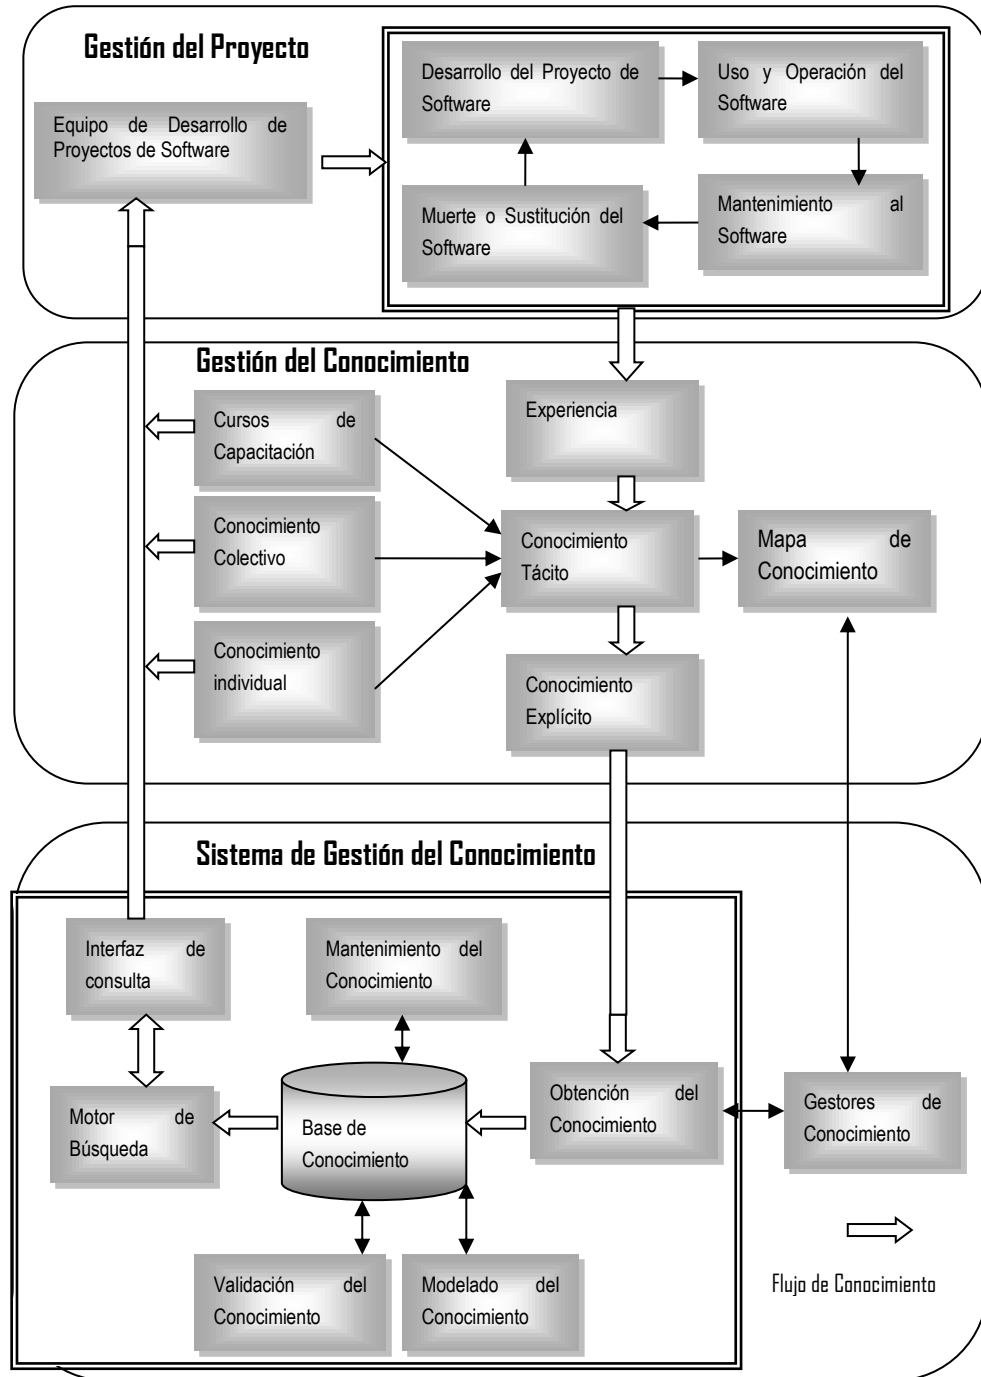 Gestión del Proyecto
Desarrollo del Proyecto de
Software
Uso y Operación del
Software
Equipo de Desarrollo de
Proyectos de Software
Muerte o Sustitución del
Software
Mantenimiento al
Software
Gestión del Conocimiento
Cursos de
Capacitación
Experiencia
Conocimiento
Colectivo
Conocimiento
Tácito
Mapa de
Conocimiento
Conocimiento
individual
Conocimiento
Explícito
Sistema de Gestión del Conocimiento
Interfaz de
consulta
Mantenimiento del
Conocimiento
Motor de
Búsqueda
Base de
Conocimiento
Obtención del
Conocimiento
Gestores de
Conocimiento
Validación del
Conocimiento
Modelado del
Conocimiento
Flujo de Conocimiento